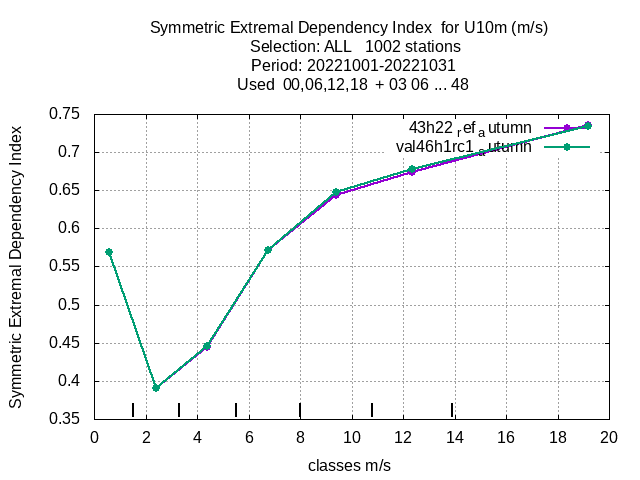 Symmetric Extremal Dependency Index  for U10m (m/s)
Selection: ALL   1002 stations
Period: 20221001-20221031
Used  00,06,12,18  + 03 06 ... 48
Symmetric Extremal Dependency Index
0.75
0.7
0.65
0.6
0.55
0.5
0.45
0.4
0.35
43h22 ref a utumn
val46h1rc1 a utumn
0 2 4 6 8 10 12 14 16 18 20
classes m/s